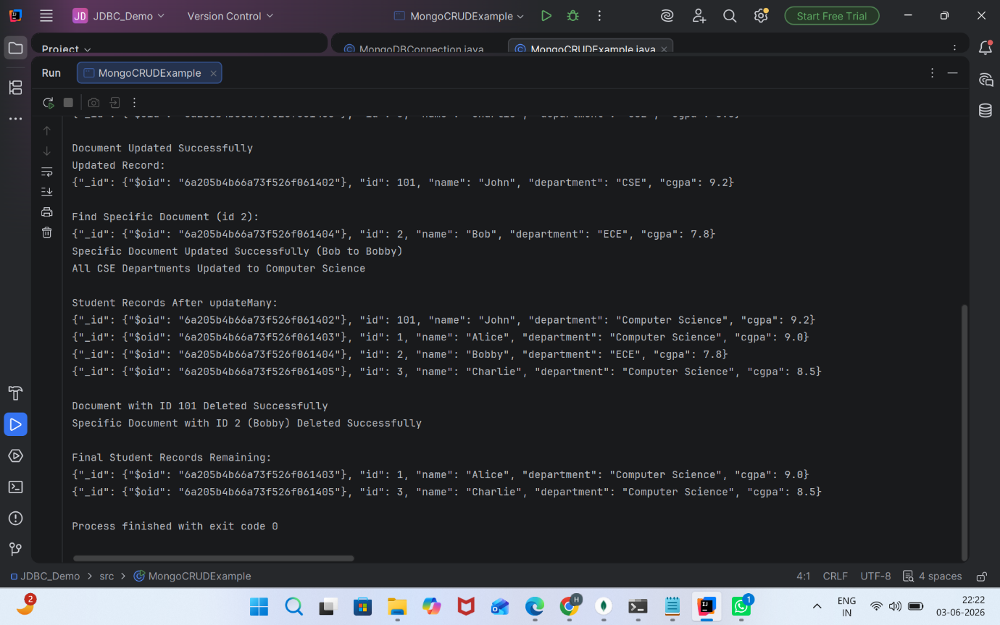 JD JDBC_Demo Version Control MongoCRUDExample Start Free Trial
Project MongoDBConnection.java MongoCRUDExample.java
Run MongoCRUDExample
Document Updated Successfully
Updated Record:
{"_id": {"$oid": "6a205b4b66a73f526f061402"}, "id": 101, "name": "John", "department": "CSE", "cgpa": 9.2}
Find Specific Document (id 2):
{"_id": {"$oid": "6a205b4b66a73f526f061404"}, "id": 2, "name": "Bob", "department": "ECE", "cgpa": 7.8}
Specific Document Updated Successfully (Bob to Bobby)
All CSE Departments Updated to Computer Science
Student Records After updateMany:
{"_id": {"$oid": "6a205b4b66a73f526f061402"}, "id": 101, "name": "John", "department": "Computer Science", "cgpa": 9.2}
{"_id": {"$oid": "6a205b4b66a73f526f061403"}, "id": 1, "name": "Alice", "department": "Computer Science", "cgpa": 9.0}
{"_id": {"$oid": "6a205b4b66a73f526f061404"}, "id": 2, "name": "Bobby", "department": "ECE", "cgpa": 7.8}
{"_id": {"$oid": "6a205b4b66a73f526f061405"}, "id": 3, "name": "Charlie", "department": "Computer Science", "cgpa": 8.5}
Document with ID 101 Deleted Successfully
Specific Document with ID 2 (Bobby) Deleted Successfully
Final Student Records Remaining:
{"_id": {"$oid": "6a205b4b66a73f526f061403"}, "id": 1, "name": "Alice", "department": "Computer Science", "cgpa": 9.0}
{"_id": {"$oid": "6a205b4b66a73f526f061405"}, "id": 3, "name": "Charlie", "department": "Computer Science", "cgpa": 8.5}
Process finished with exit code 0
JDBC_Demo > src > MongoCRUDExample 4:1 CRLF UTF-8 4 spaces
2 H 1 ENG 22:22
IN 03-06-2026